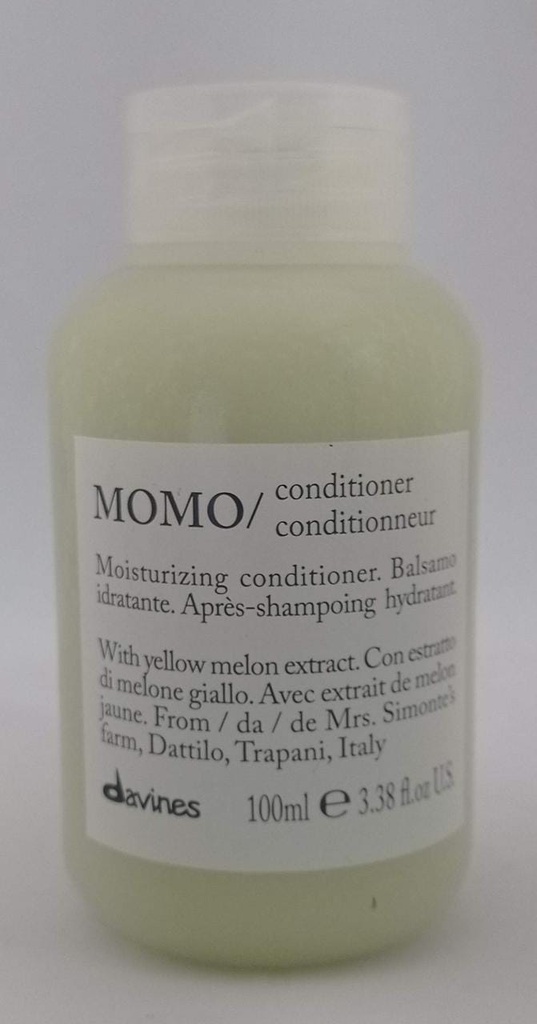 MOMO/ conditioner
conditionneur
Moisturizing conditioner. Balsamo
idratante. Après-shampoing hydratant.
With yellow melon extract. Con estratto
di melone giallo. Avec extrait de melon
jaune. From / da / de Mrs. Simonte's
farm, Dattilo, Trapani, Italy
davines 100ml ℮ 3.38 fl.oz U.S.